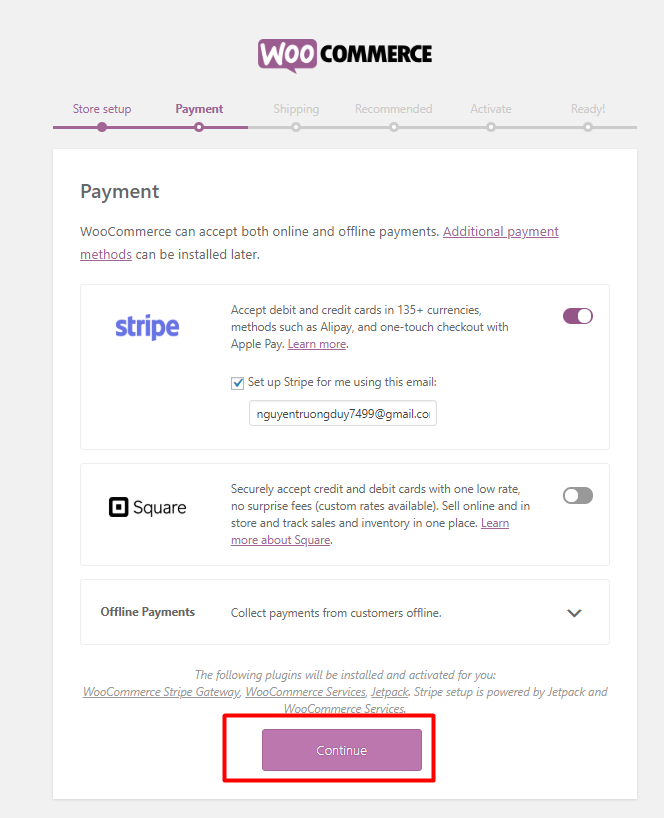 WOO COMMERCE
Store setup Payment Shipping Recommended Activate Ready!
Payment
WooCommerce can accept both online and offline payments. Additional payment
methods can be installed later.
stripe
Accept debit and credit cards in 135+ currencies,
methods such as Alipay, and one-touch checkout with
Apple Pay. Learn more.
Set up Stripe for me using this email:
nguyentruongduy7499@gmail.co
Square
Securely accept credit and debit cards with one low rate,
no surprise fees (custom rates available). Sell online and in
store and track sales and inventory in one place. Learn
more about Square.
Offline Payments
Collect payments from customers offline.
The following plugins will be installed and activated for you:
WooCommerce Stripe Gateway, WooCommerce Services, Jetpack. Stripe setup is powered by Jetpack and
WooCommerce Services.
Continue